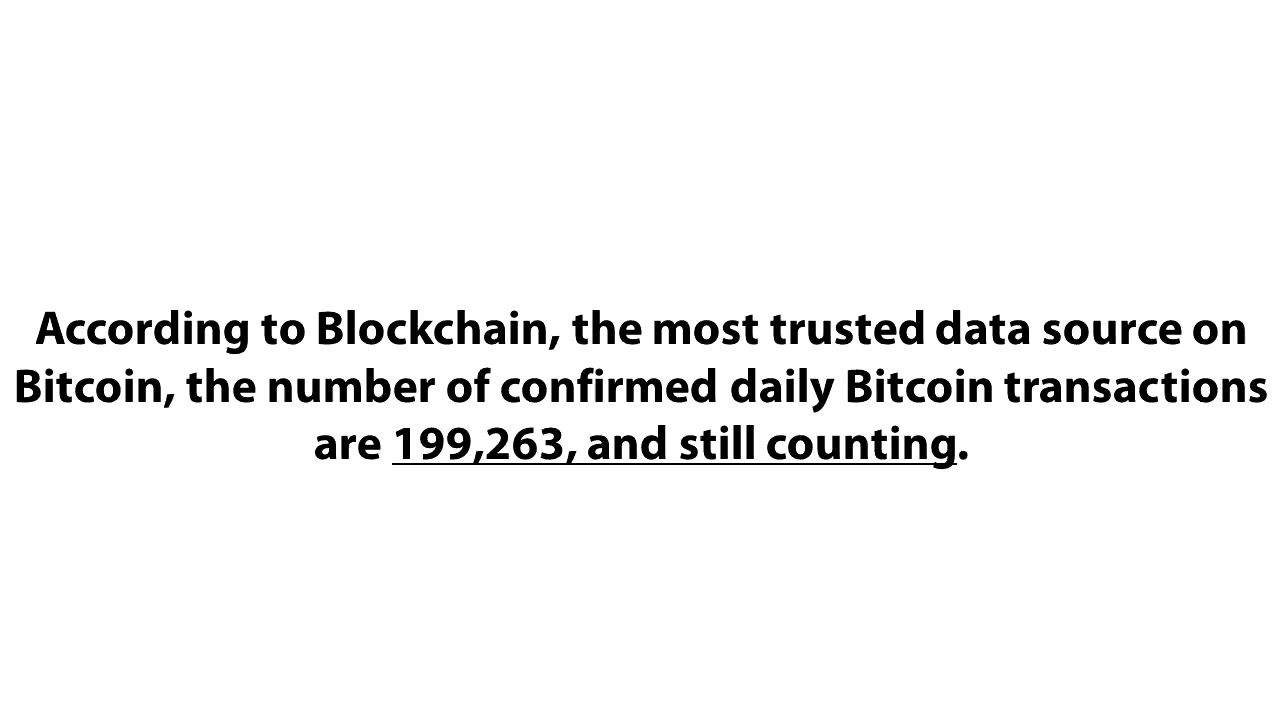 According to Blockchain, the most trusted data source on
Bitcoin, the number of confirmed daily Bitcoin transactions
are 199,263, and still counting.